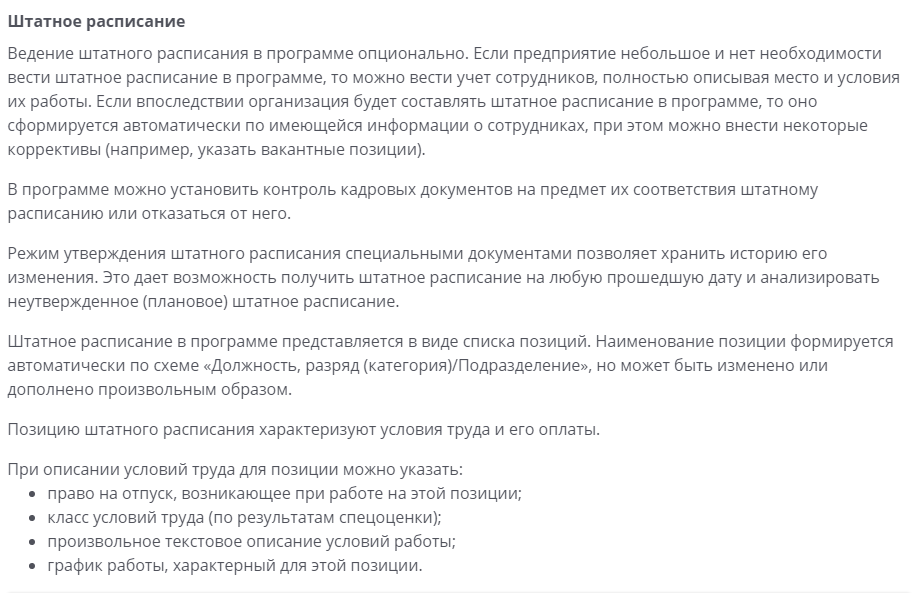 Штатное расписание
Ведение штатного расписания в программе опционально. Если предприятие небольшое и нет необходимости
вести штатное расписание в программе, то можно вести учет сотрудников, полностью описывая место и условия
их работы. Если впоследствии организация будет составлять штатное расписание в программе, то оно
сформируется автоматически по имеющейся информации о сотрудниках, при этом можно внести некоторые
коррективы (например, указать вакантные позиции).
В программе можно установить контроль кадровых документов на предмет их соответствия штатному
расписанию или отказаться от него.
Режим утверждения штатного расписания специальными документами позволяет хранить историю его
изменения. Это дает возможность получить штатное расписание на любую прошедшую дату и анализировать
неутвержденное (плановое) штатное расписание.
Штатное расписание в программе представляется в виде списка позиций. Наименование позиции формируется
автоматически по схеме «Должность, разряд (категория)/Подразделение», но может быть изменено или
дополнено произвольным образом.
Позицию штатного расписания характеризуют условия труда и его оплаты.
При описании условий труда для позиции можно указать:
• право на отпуск, возникающее при работе на этой позиции;
• класс условий труда (по результатам спецоценки);
• произвольное текстовое описание условий работы;
• график работы, характерный для этой позиции.